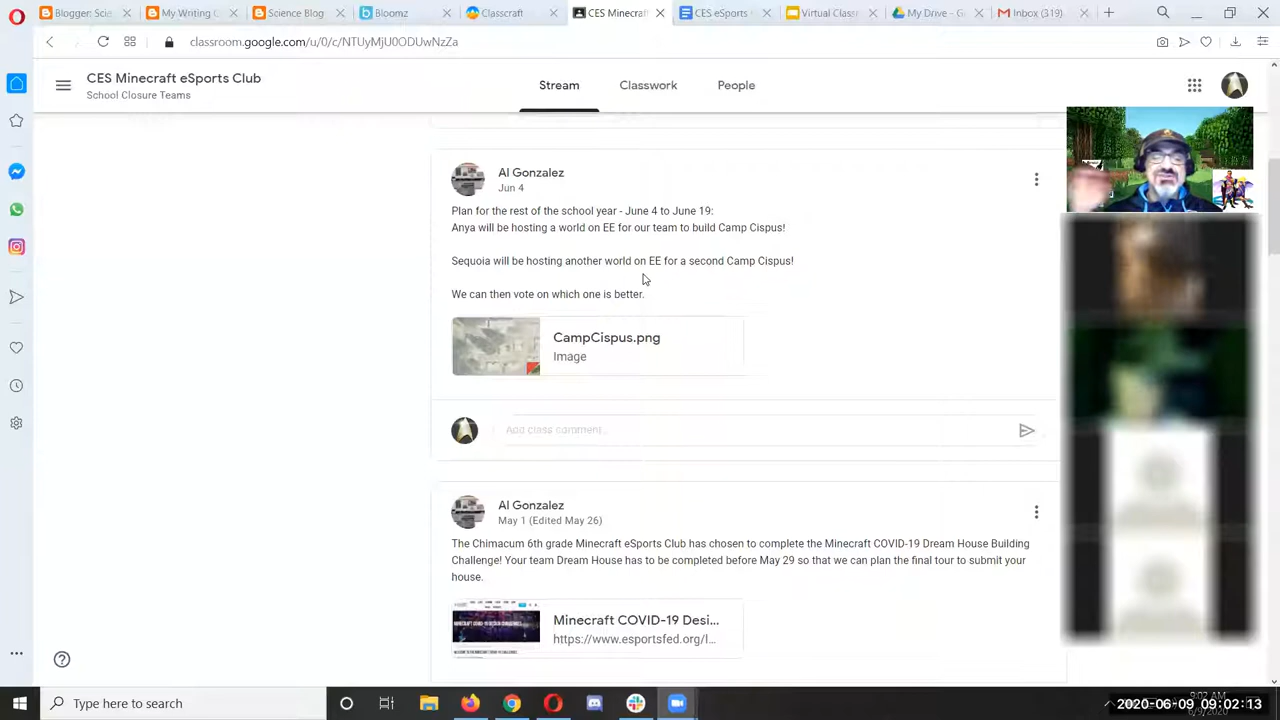 Blogger Sci
My Writing C
Science Blog
Bloomz
Classcraft
CES Minecraf
CES eSports
Virtual Class
My Drive - G
Inbox (319)
classroom.google.com/u/0/c/NTUyMjU0ODUwNzZa
CES Minecraft eSports Club
School Closure Teams
Stream
Classwork
People
Al Gonzalez
Jun 4
Plan for the rest of the school year - June 4 to June 19:
Anya will be hosting a world on EE for our team to build Camp Cispus!
Sequoia will be hosting another world on EE for a second Camp Cispus!
We can then vote on which one is better.
CampCispus.png
Image
Add class comment...
Al Gonzalez
May 1 (Edited May 26)
The Chimacum 6th grade Minecraft eSports Club has chosen to complete the Minecraft COVID-19 Dream House Building
Challenge! Your team Dream House has to be completed before May 29 so that we can plan the final tour to submit your
house.
Minecraft COVID-19 Desi...
https://www.esportsfed.org/l...
Type here to search
9:02 AM
2020-06-09 09:02:13
6/9/2020